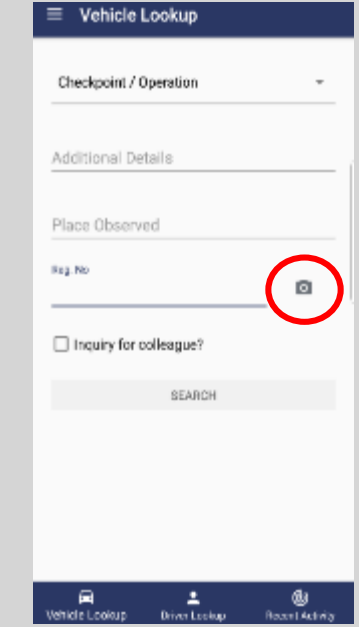 Vehicle Lookup
Checkpoint / Operation
Additional Details
Place Observed
Reg. No
Inquiry for colleague?
SEARCH
Vehicle Lookup Driver Lookup Recent Activity